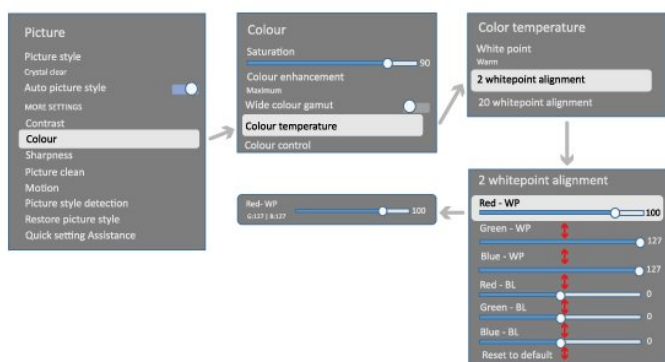 Picture
Picture style
Crystal clear
Auto picture style
MORE SETTINGS
Contrast
Colour
Sharpness
Picture clean
Motion
Picture style detection
Restore picture style
Quick setting Assistance
Colour
Saturation
90
Colour enhancement
Maximum
Wide colour gamut
Colour temperature
Colour control
Color temperature
White point
Warm
2 whitepoint alignment
20 whitepoint alignment
2 whitepoint alignment
Red - WP
100
Green - WP
127
Blue - WP
127
Red - BL
0
Green - BL
0
Blue - BL
0
Reset to default
Red- WP
G:127 | B:127
100